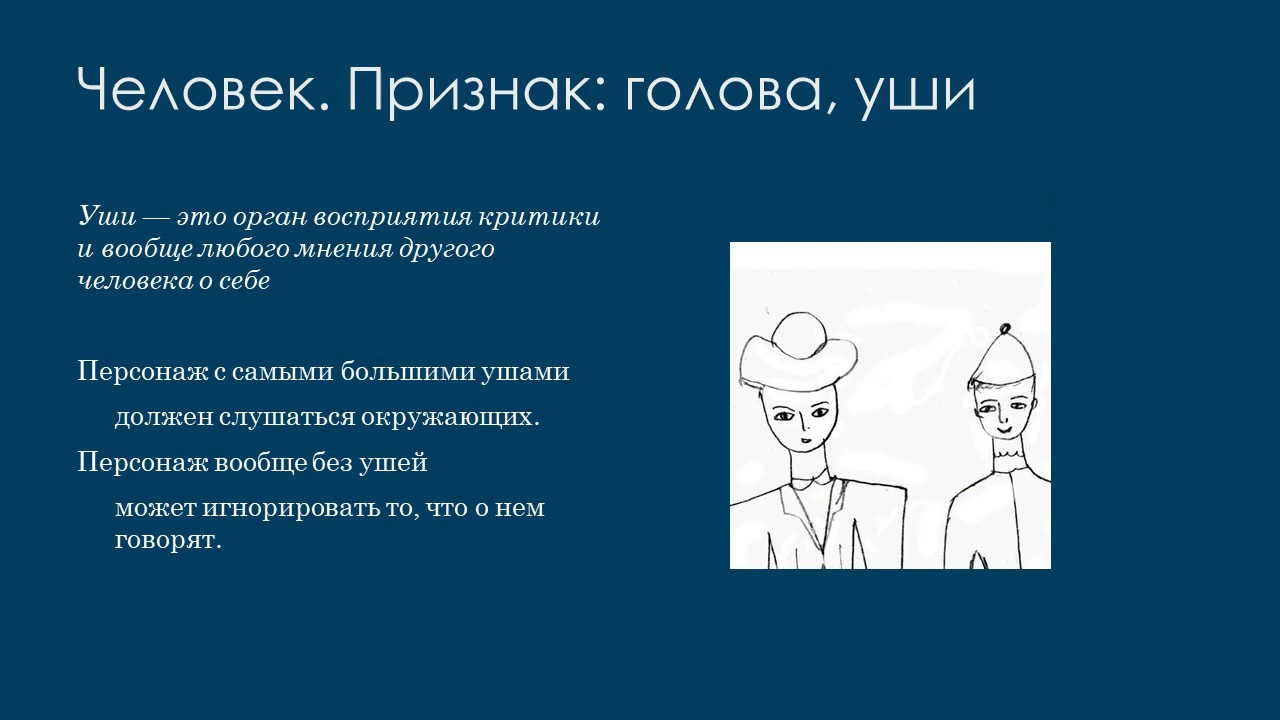 Человек. Признак: голова, уши
Уши — это орган восприятия критики
и вообще любого мнения другого
человека о себе
Персонаж с самыми большими ушами
должен слушаться окружающих.
Персонаж вообще без ушей
может игнорировать то, что о нем
говорят.